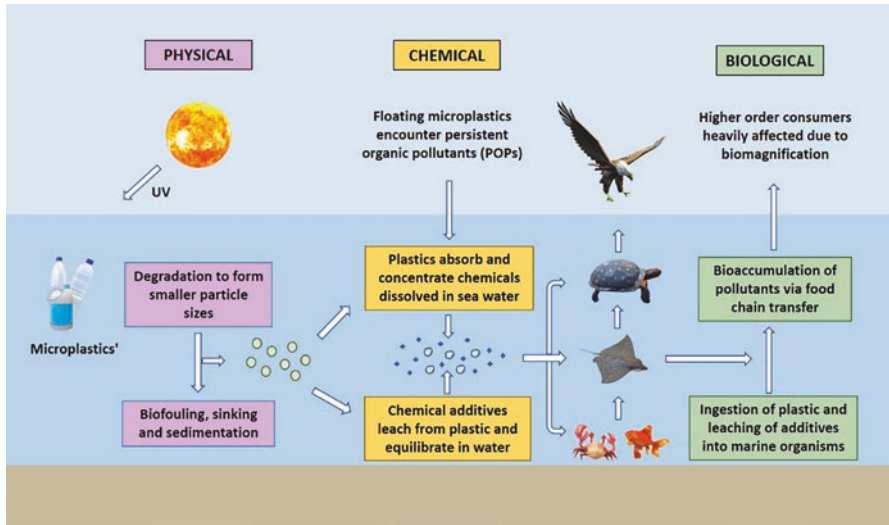 PHYSICAL
CHEMICAL
BIOLOGICAL
UV
Floating microplastics
encounter persistent
organic pollutants (POPs)
Higher order consumers
heavily affected due to
biomagnification
Microplastics'
Degradation to form
smaller particle
sizes
Biofouling, sinking
and sedimentation
Plastics absorb and
concentrate chemicals
dissolved in sea water
Chemical additives
leach from plastic and
equilibrate in water
Bioaccumulation of
pollutants via food
chain transfer
Ingestion of plastic and
leaching of additives
into marine organisms